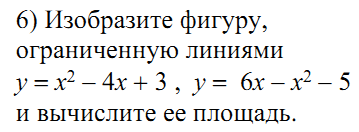 6) Изобразите фигуру,
ограниченную линиями
y = x² – 4x + 3 , y = 6x – x² – 5
и вычислите ее площадь.